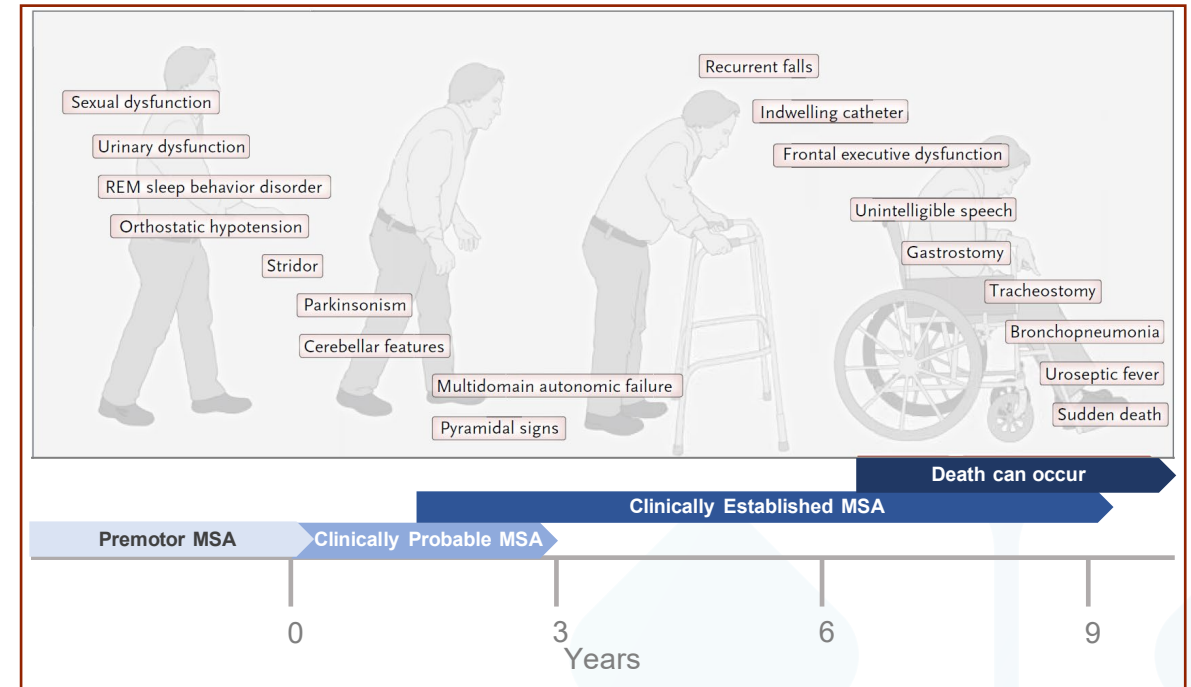 Sexual dysfunction
Urinary dysfunction
REM sleep behavior disorder
Orthostatic hypotension
Stridor
Parkinsonism
Cerebellar features
Multidomain autonomic failure
Pyramidal signs
Recurrent falls
Indwelling catheter
Frontal executive dysfunction
Unintelligible speech
Gastrostomy
Tracheostomy
Bronchopneumonia
Uroseptic fever
Sudden death
Death can occur
Clinically Established MSA
Premotor MSA
Clinically Probable MSA
0
3
6
9
Years